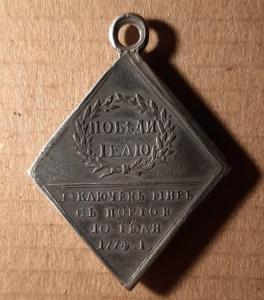 ПОБѢДИ
ТЕЛЮ
ЗАКЛЮЧЕНЪ МИРЪ
СЪ ПОРТОЮ
10 ІЮЛЯ
1774 Г.